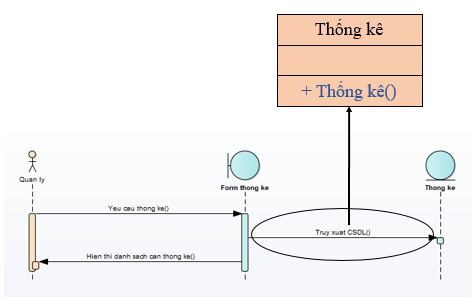 Thống kê
+ Thống kê()
Quan ly
Form thong ke
Thong ke
Yeu cau thong ke()
Truy xuat CSDL()
Hien thi danh sach can thong ke()